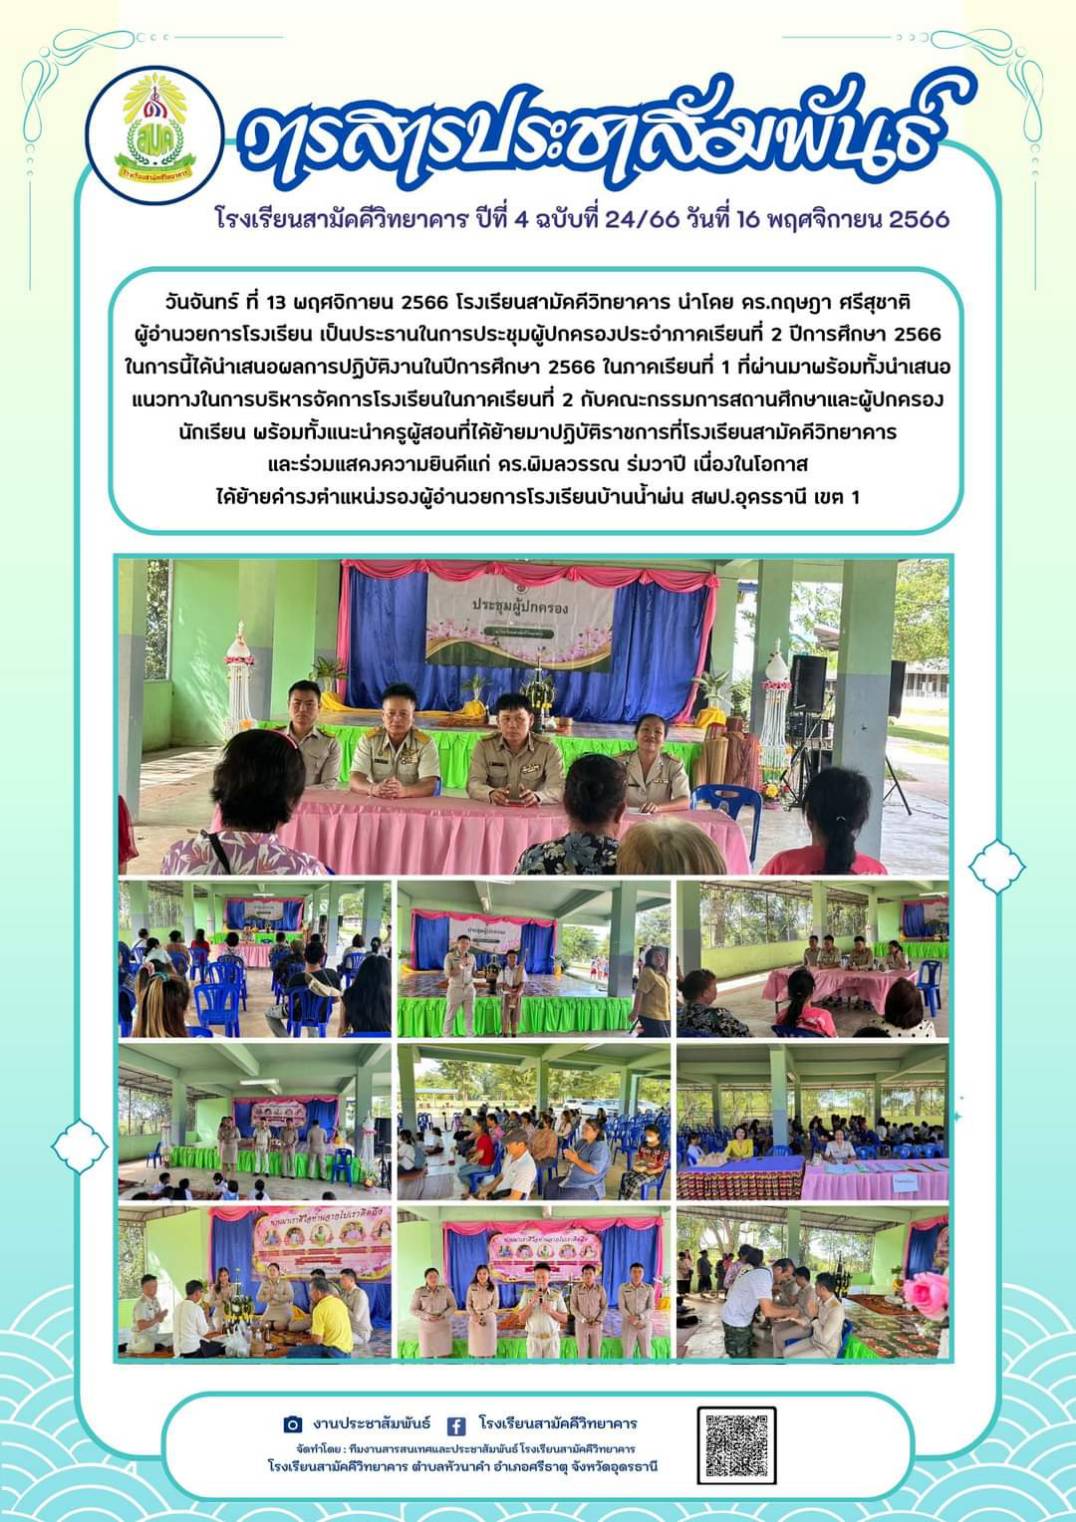 วารสารประชาสัมพันธ์
โรงเรียนสามัคคีวิทยาคาร ปีที่ 4 ฉบับที่ 24/66 วันที่ 16 พฤศจิกายน 2566
วันจันทร์ ที่ 13 พฤศจิกายน 2566 โรงเรียนสามัคคีวิทยาคาร นำโดย ดร.กฤษฎา ศรีสุชาติ
ผู้อำนวยการโรงเรียน เป็นประธานในการประชุมผู้ปกครองประจำภาคเรียนที่ 2 ปีการศึกษา 2566
ในการนี้ได้นำเสนอผลการปฏิบัติงานในปีการศึกษา 2566 ในภาคเรียนที่ 1 ที่ผ่านมาพร้อมทั้งนำเสนอ
แนวทางในการบริหารจัดการโรงเรียนในภาคเรียนที่ 2 กับคณะกรรมการสถานศึกษาและผู้ปกครอง
นักเรียน พร้อมทั้งแนะนำครูผู้สอนที่ได้ย้ายมาปฏิบัติราชการที่โรงเรียนสามัคคีวิทยาคาร
และร่วมแสดงความยินดีแก่ ดร.พิมลวรรณ ร่มวาปี เนื่องในโอกาส
ได้ย้ายดำรงตำแหน่งรองผู้อำนวยการโรงเรียนบ้านน้ำพ่น สพป.อุดรธานี เขต 1
ประชุมผู้ปกครอง
งานประชาสัมพันธ์ โรงเรียนสามัคคีวิทยาคาร
จัดทำโดย : ทีมงานสารสนเทศและประชาสัมพันธ์ โรงเรียนสามัคคีวิทยาคาร
โรงเรียนสามัคคีวิทยาคาร ตำบลหัวนาคำ อำเภอศรีธาตุ จังหวัดอุดรธานี